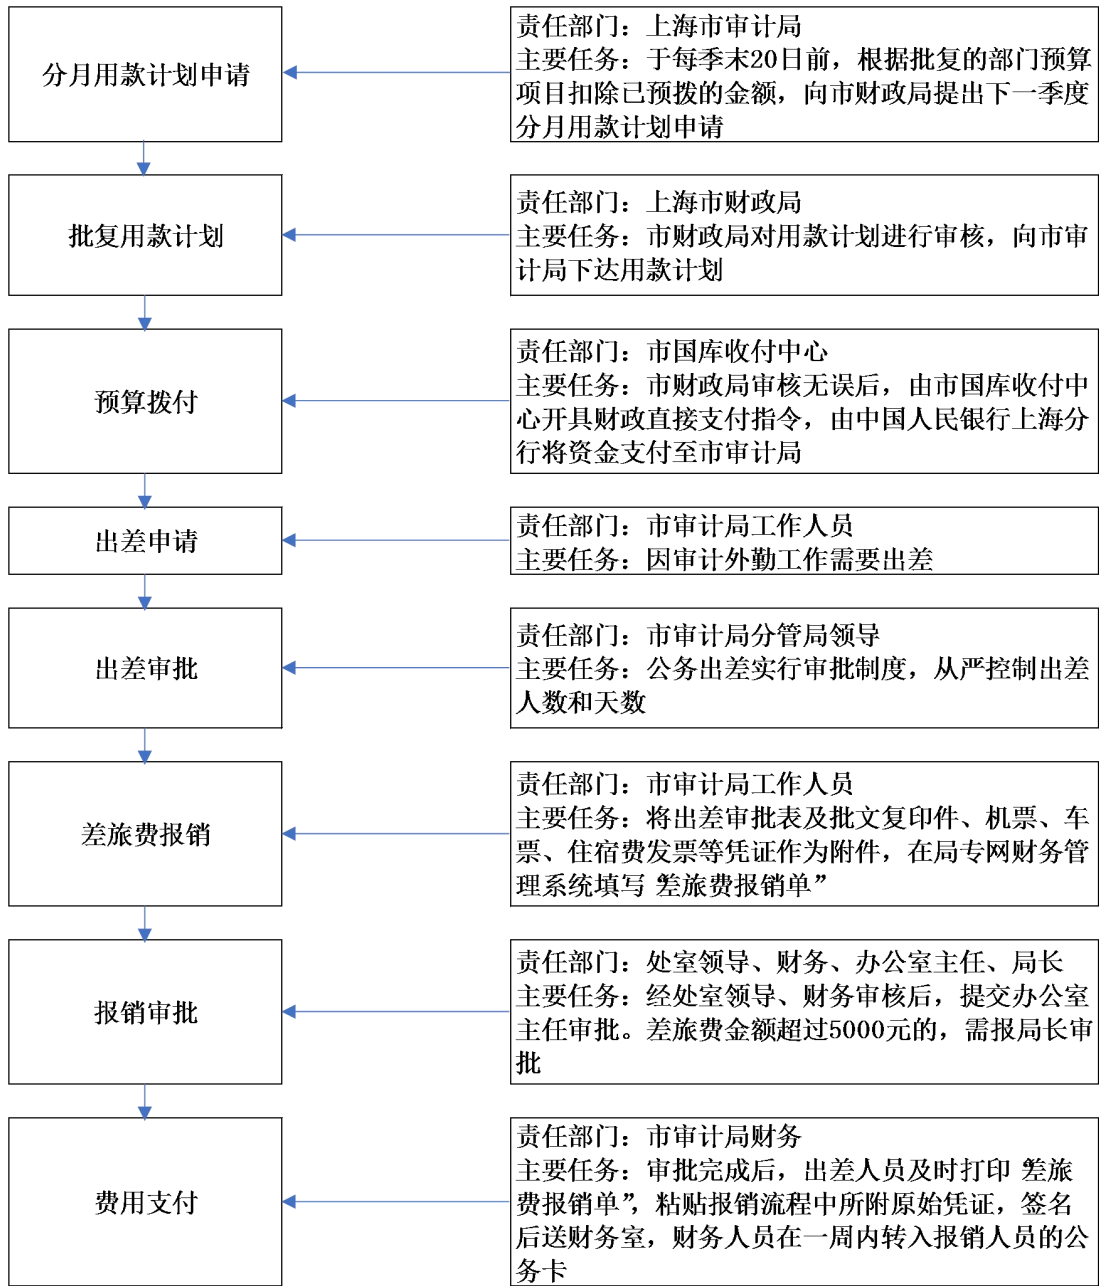 分月用款计划申请
责任部门：上海市审计局
主要任务：于每季末20日前，根据批复的部门预算
项目扣除已预拨的金额，向市财政局提出下一季度
分月用款计划申请
批复用款计划
责任部门：上海市财政局
主要任务：市财政局对用款计划进行审核，向市审
计局下达用款计划
预算拨付
责任部门：市国库收付中心
主要任务：市财政局审核无误后，由市国库收付中
心开具财政直接支付指令，由中国人民银行上海分
行将资金支付至市审计局
出差申请
责任部门：市审计局工作人员
主要任务：因审计外勤工作需要出差
出差审批
责任部门：市审计局分管局领导
主要任务：公务出差实行审批制度，从严控制出差
人数和天数
差旅费报销
责任部门：市审计局工作人员
主要任务：将出差审批表及批文复印件、机票、车
票、住宿费发票等凭证作为附件，在局专网财务管
理系统填写“差旅费报销单”
报销审批
责任部门：处室领导、财务、办公室主任、局长
主要任务：经处室领导、财务审核后，提交办公室
主任审批。差旅费金额超过5000元的，需报局长审
批
费用支付
责任部门：市审计局财务
主要任务：审批完成后，出差人员及时打印“差旅
费报销单”，粘贴报销流程中所附原始凭证，签名
后送财务室，财务人员在一周内转入报销人员的公
务卡